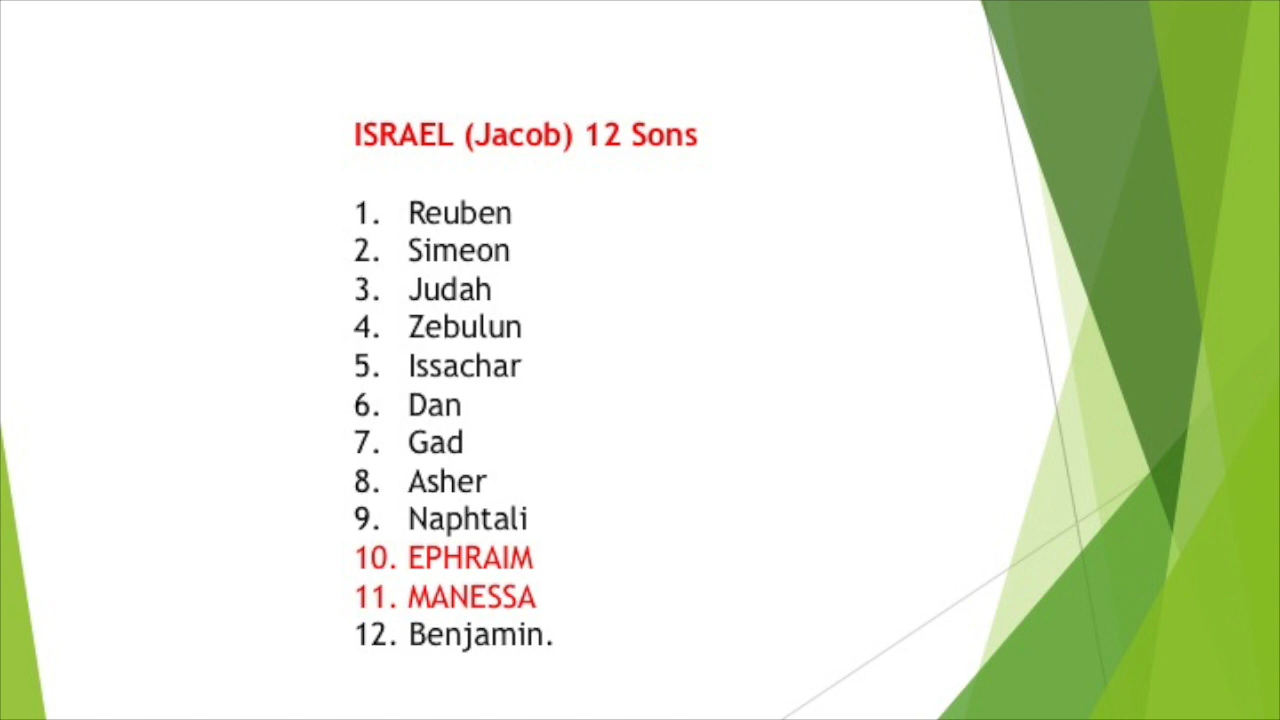 ISRAEL (Jacob) 12 Sons
1. Reuben
2. Simeon
3. Judah
4. Zebulun
5. Issachar
6. Dan
7. Gad
8. Asher
9. Naphtali
10. EPHRAIM
11. MANESSA
12. Benjamin.